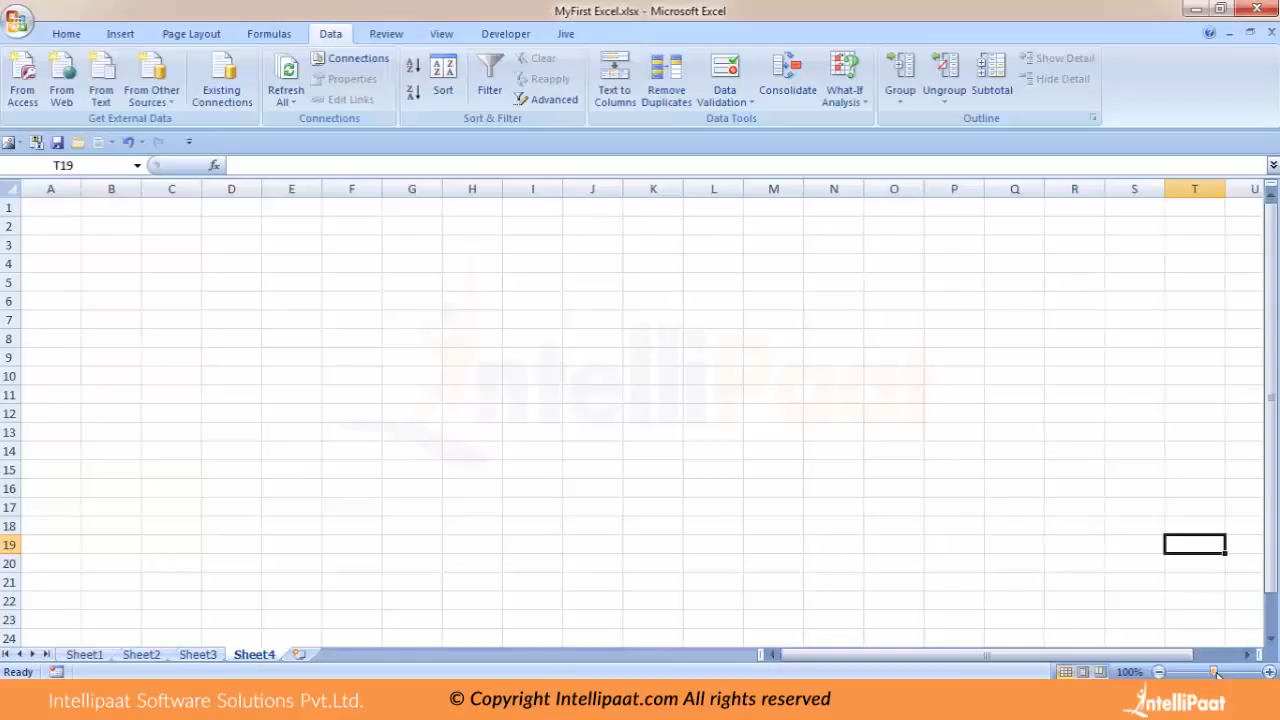 MyFirst Excel.xlsx - Microsoft Excel
Home Insert Page Layout Formulas Data Review View Developer Jive
From Access From Web From Text From Other Sources Existing Connections Refresh All Connections Properties Edit Links Sort Filter Clear Reapply Advanced Text to Columns Remove Duplicates Data Validation Consolidate What-If Analysis Group Ungroup Subtotal Show Detail Hide Detail
Get External Data Connections Sort & Filter Data Tools Outline
T19 fx
A B C D E F G H I J K L M N O P Q R S T U
1
2
3
4
5
6
7
8
9
10
11
12
13
14
15
16
17
18
19
20
21
22
23
24
IntelliPaat
Sheet1 Sheet2 Sheet3 Sheet4
Ready 100%
Intellipaat Software Solutions Pvt.Ltd. © Copyright Intellipaat.com All rights reserved IntelliPaat